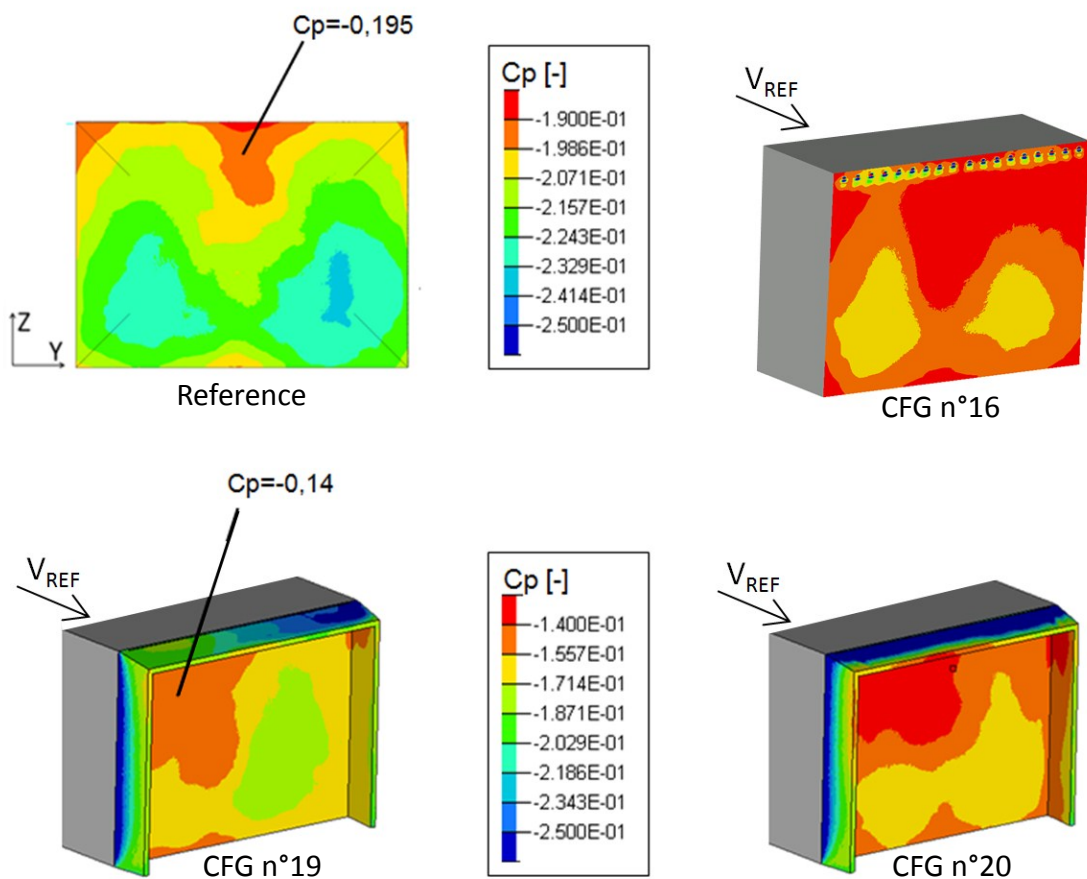 Cp=-0,195
Cp [-]
-1.900E-01
-1.986E-01
-2.071E-01
-2.157E-01
-2.243E-01
-2.329E-01
-2.414E-01
-2.500E-01
VREF
Z
Y
Reference
CFG n°16
Cp=-0,14
VREF
Cp [-]
-1.400E-01
-1.557E-01
-1.714E-01
-1.871E-01
-2.029E-01
-2.186E-01
-2.343E-01
-2.500E-01
VREF
CFG n°19
CFG n°20